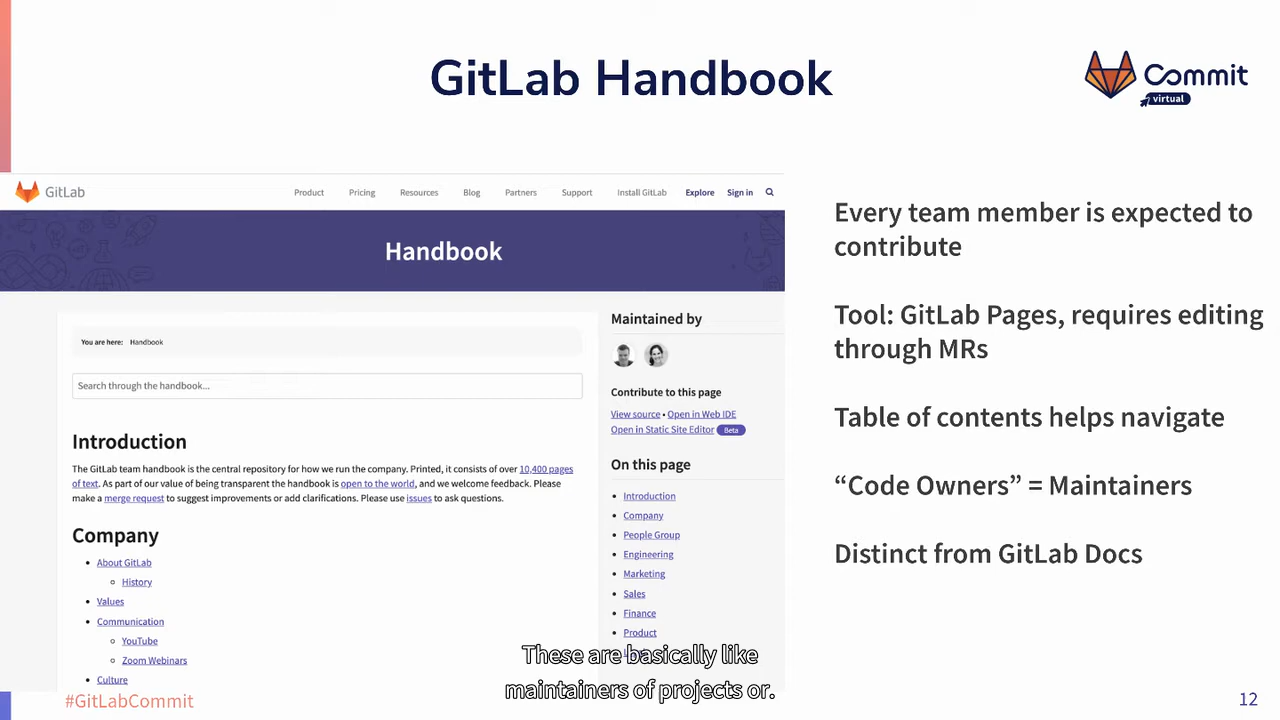 GitLab Handbook
Commit
virtual
GitLab
Product Pricing Resources Blog Partners Support Install GitLab Explore Sign in
Handbook
You are here: Handbook
Search through the handbook...
Introduction
The GitLab team handbook is the central repository for how we run the company. Printed, it consists of over 10,400 pages
of text. As part of our value of being transparent the handbook is open to the world, and we welcome feedback. Please
make a merge request to suggest improvements or add clarifications. Please use issues to ask questions.
Company
• About GitLab
History
• Values
• Communication
YouTube
Zoom Webinars
• Culture
Maintained by
Contribute to this page
View source • Open in Web IDE
Open in Static Site Editor Beta
On this page
• Introduction
• Company
• People Group
• Engineering
• Marketing
• Sales
• Finance
• Product
Every team member is expected to
contribute
Tool: GitLab Pages, requires editing
through MRs
Table of contents helps navigate
“Code Owners” = Maintainers
Distinct from GitLab Docs
These are basically like
maintainers of projects or.
#GitLabCommit
12